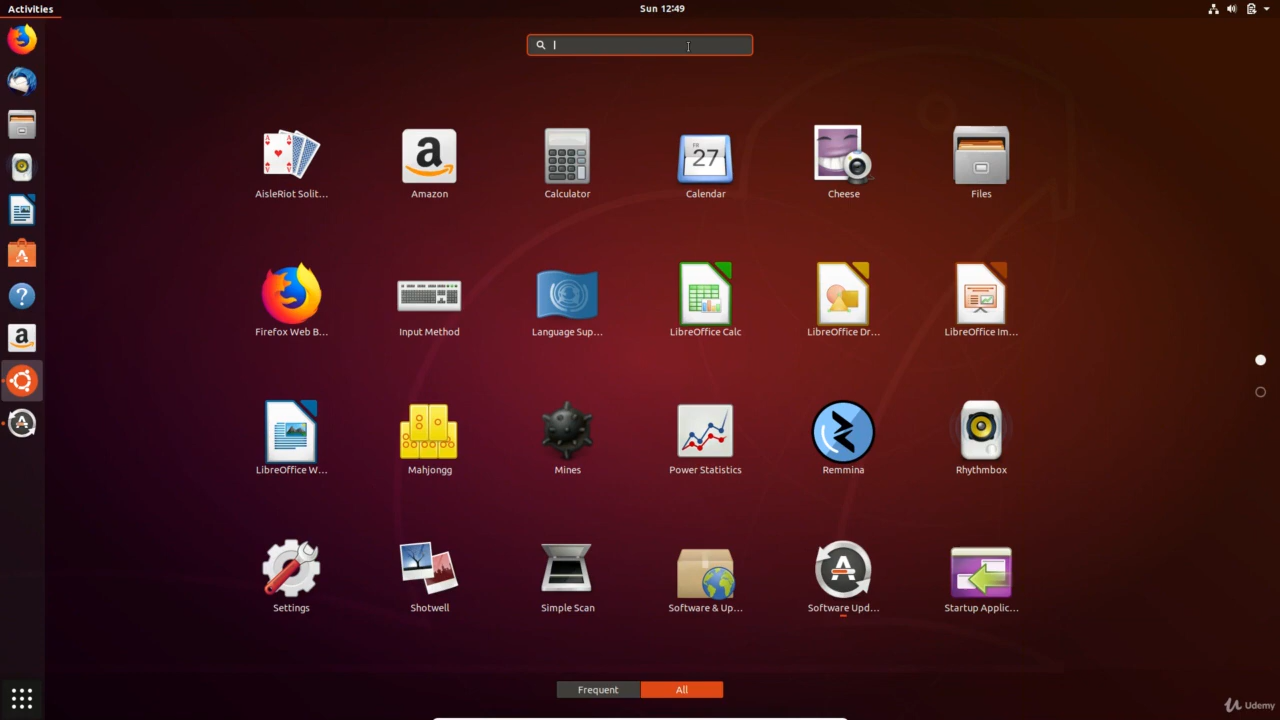 Activities
Sun 12:49
AisleRiot Solit...
Amazon
Calculator
Calendar
Cheese
Files
FR
27
Firefox Web B...
Input Method
Language Sup...
LibreOffice Calc
LibreOffice Dr...
LibreOffice Im...
LibreOffice W...
Mahjongg
Mines
Power Statistics
Remmina
Rhythmbox
Settings
Shotwell
Simple Scan
Software & Up...
Software Upd...
Startup Applic...
Frequent
All
Udemy